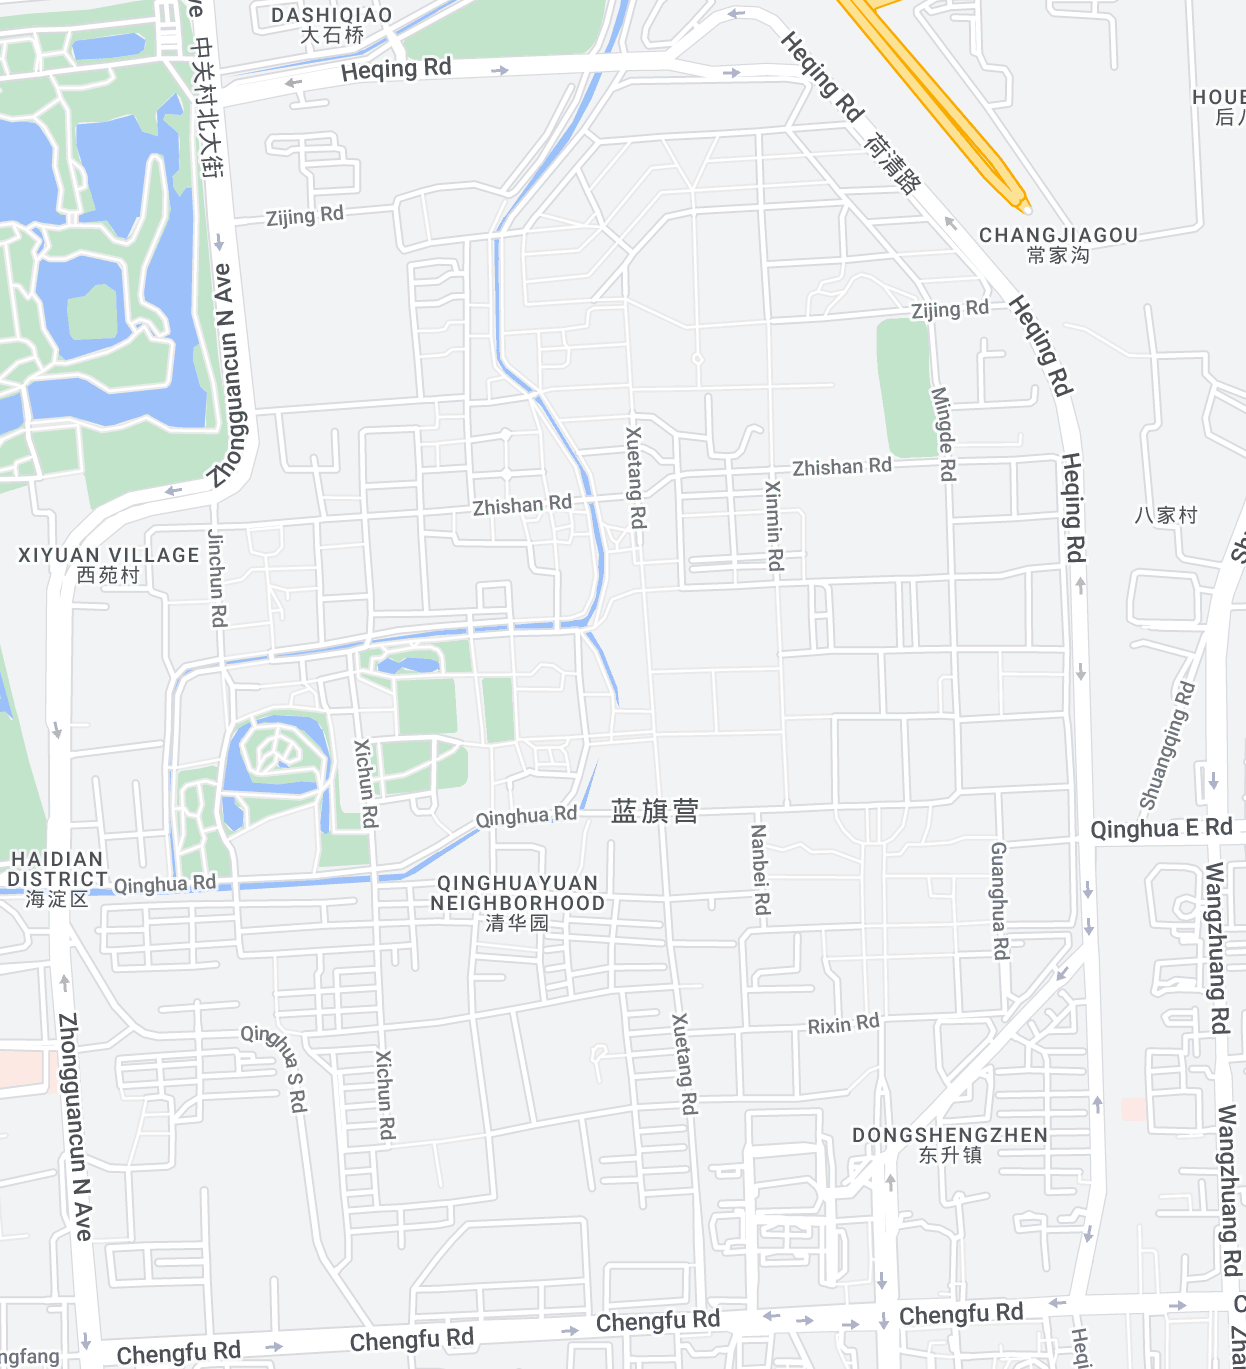 DASHIQIAO
大石桥
Heqing Rd
Heqing Rd
荷清路
中关村北大街
后八
Zijing Rd
CHANGJIAGOU
常家沟
Zhongguancun N Ave
Zijing Rd
Heqing Rd
Mingde Rd
Xuetang Rd
Zhishan Rd
Heqing Rd
Xinmin Rd
Zhishan Rd
八家村
XIYUAN VILLAGE
西苑村
Jinchun Rd
Shuangqing Rd
Xichun Rd
Qinghua Rd
蓝旗营
Qinghua E Rd
Nanbei Rd
Guanghua Rd
HAIDIAN
DISTRICT
海淀区
Qinghua Rd
QINGHUAYUAN
NEIGHBORHOOD
清华园
Wangzhuang Rd
Zhongguancun N Ave
Qinghua S Rd
Xichun Rd
Xuetang Rd
Rixin Rd
DONGSHENGZHEN
东升镇
Wangzhuang Rd
Chengfu Rd
Chengfu Rd
Chengfu Rd
Chengfu Rd
ngfang
Heqi